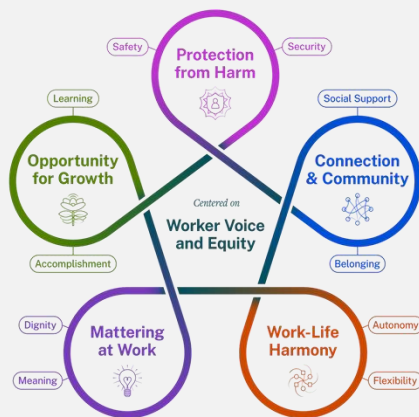 Safety
Security
Protection
from Harm
Learning
Social Support
Opportunity
for Growth
Connection
& Community
Centered on
Worker Voice
and Equity
Accomplishment
Belonging
Dignity
Autonomy
Mattering
at Work
Work-Life
Harmony
Meaning
Flexibility